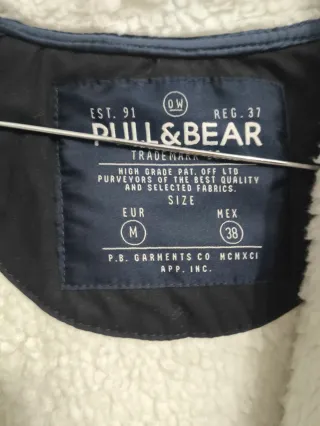 OW
EST. 91 REG. 37
PULL&BEAR
TRADEMARK
HIGH GRADE PAT. OFF LTD
PURVEYORS OF THE BEST QUALITY
AND SELECTED FABRICS.
SIZE
EUR MEX
M 38
P.B. GARMENTS CO MCMXCI
APP. INC.